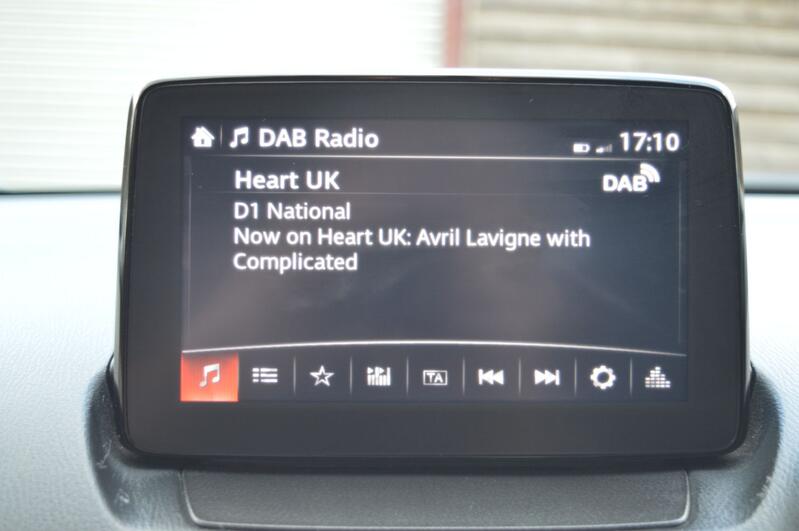 DAB Radio 17:10
Heart UK DAB
D1 National
Now on Heart UK: Avril Lavigne with
Complicated
TA